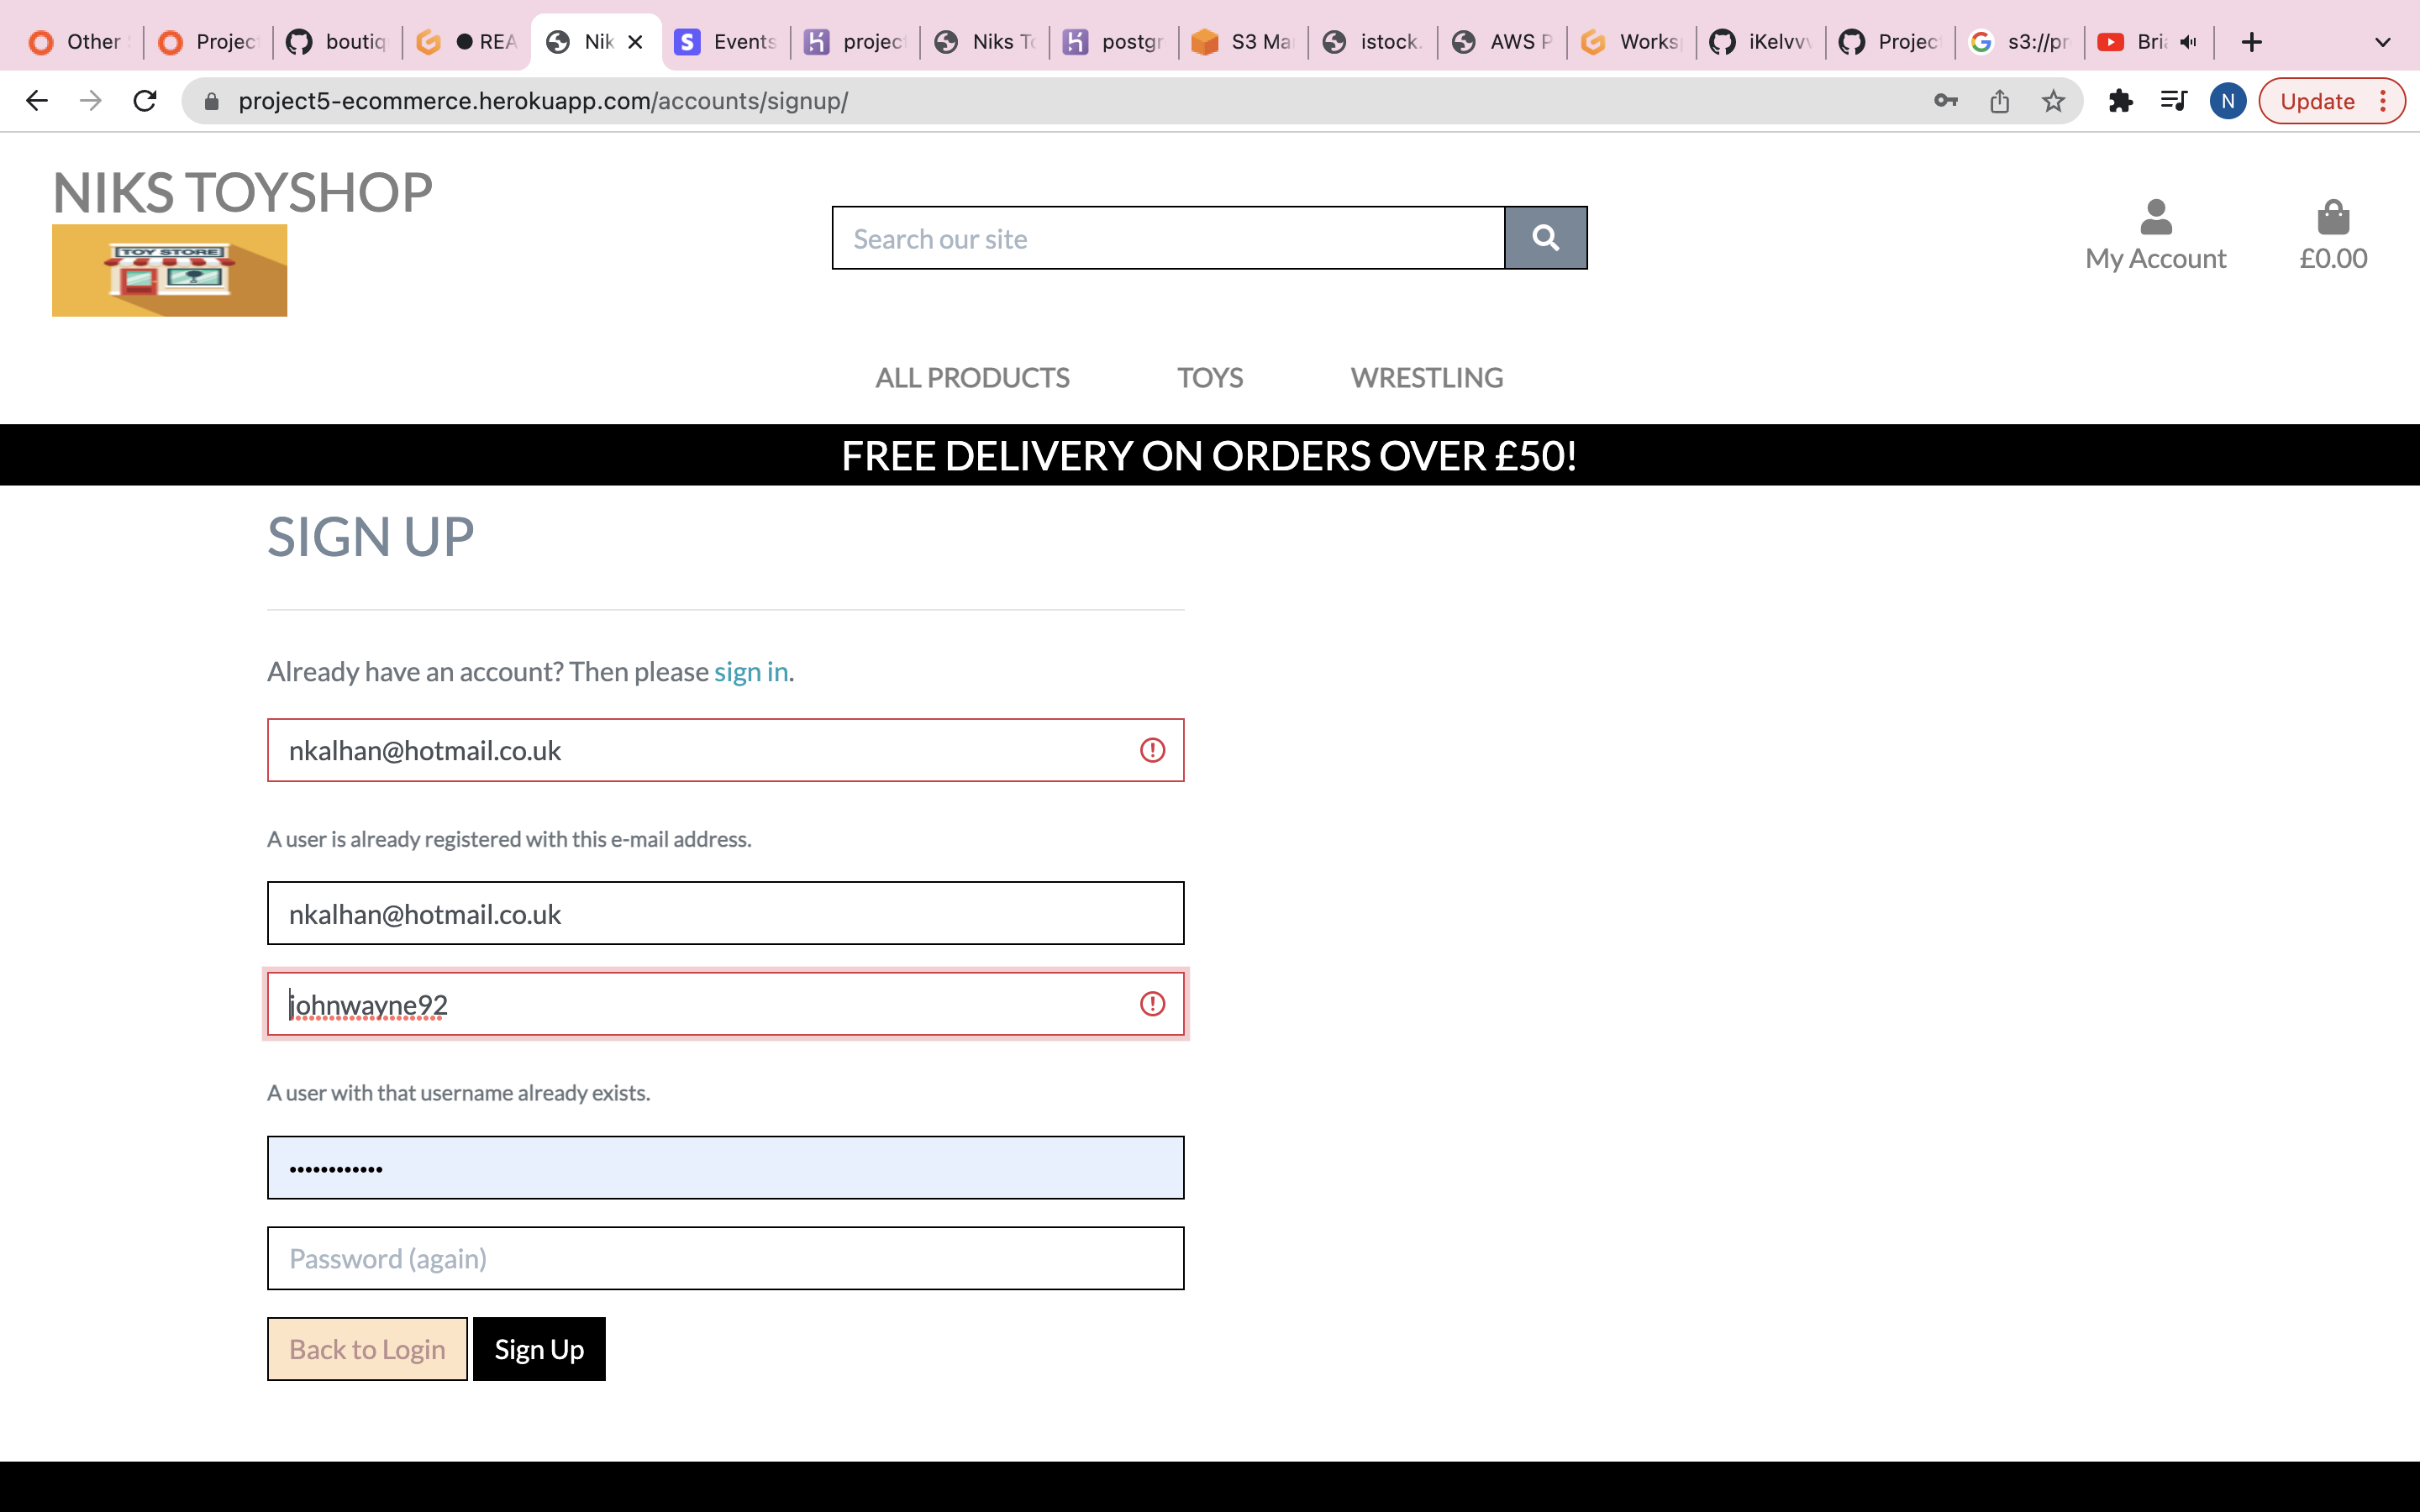 Other
Projec
boutiq
REA
Nik
Events
projec
Niks To
postgr
S3 Ma
istock.
AWS P
Works
iKelvv
Projec
s3://pr
Bri
project5-ecommerce.herokuapp.com/accounts/signup/
N
Update
NIKS TOYSHOP
TOY STORE
Search our site
My Account
£0.00
ALL PRODUCTS
TOYS
WRESTLING
FREE DELIVERY ON ORDERS OVER £50!
SIGN UP
Already have an account? Then please sign in.
nkalhan@hotmail.co.uk
A user is already registered with this e-mail address.
nkalhan@hotmail.co.uk
johnwayne92
A user with that username already exists.
Password (again)
Back to Login
Sign Up